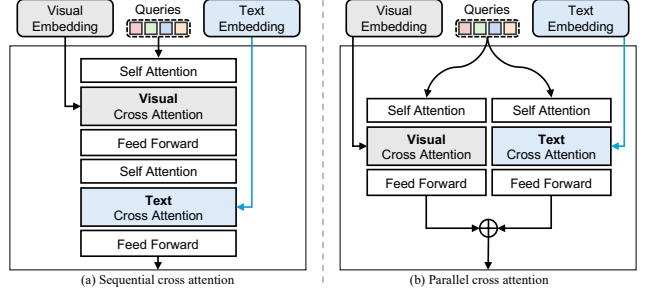 Visual
Embedding
Queries
Text
Embedding
Self Attention
Visual
Cross Attention
Feed Forward
Self Attention
Text
Cross Attention
Feed Forward
(a) Sequential cross attention
Visual
Embedding
Queries
Text
Embedding
Self Attention
Self Attention
Visual
Cross Attention
Text
Cross Attention
Feed Forward
Feed Forward
(b) Parallel cross attention